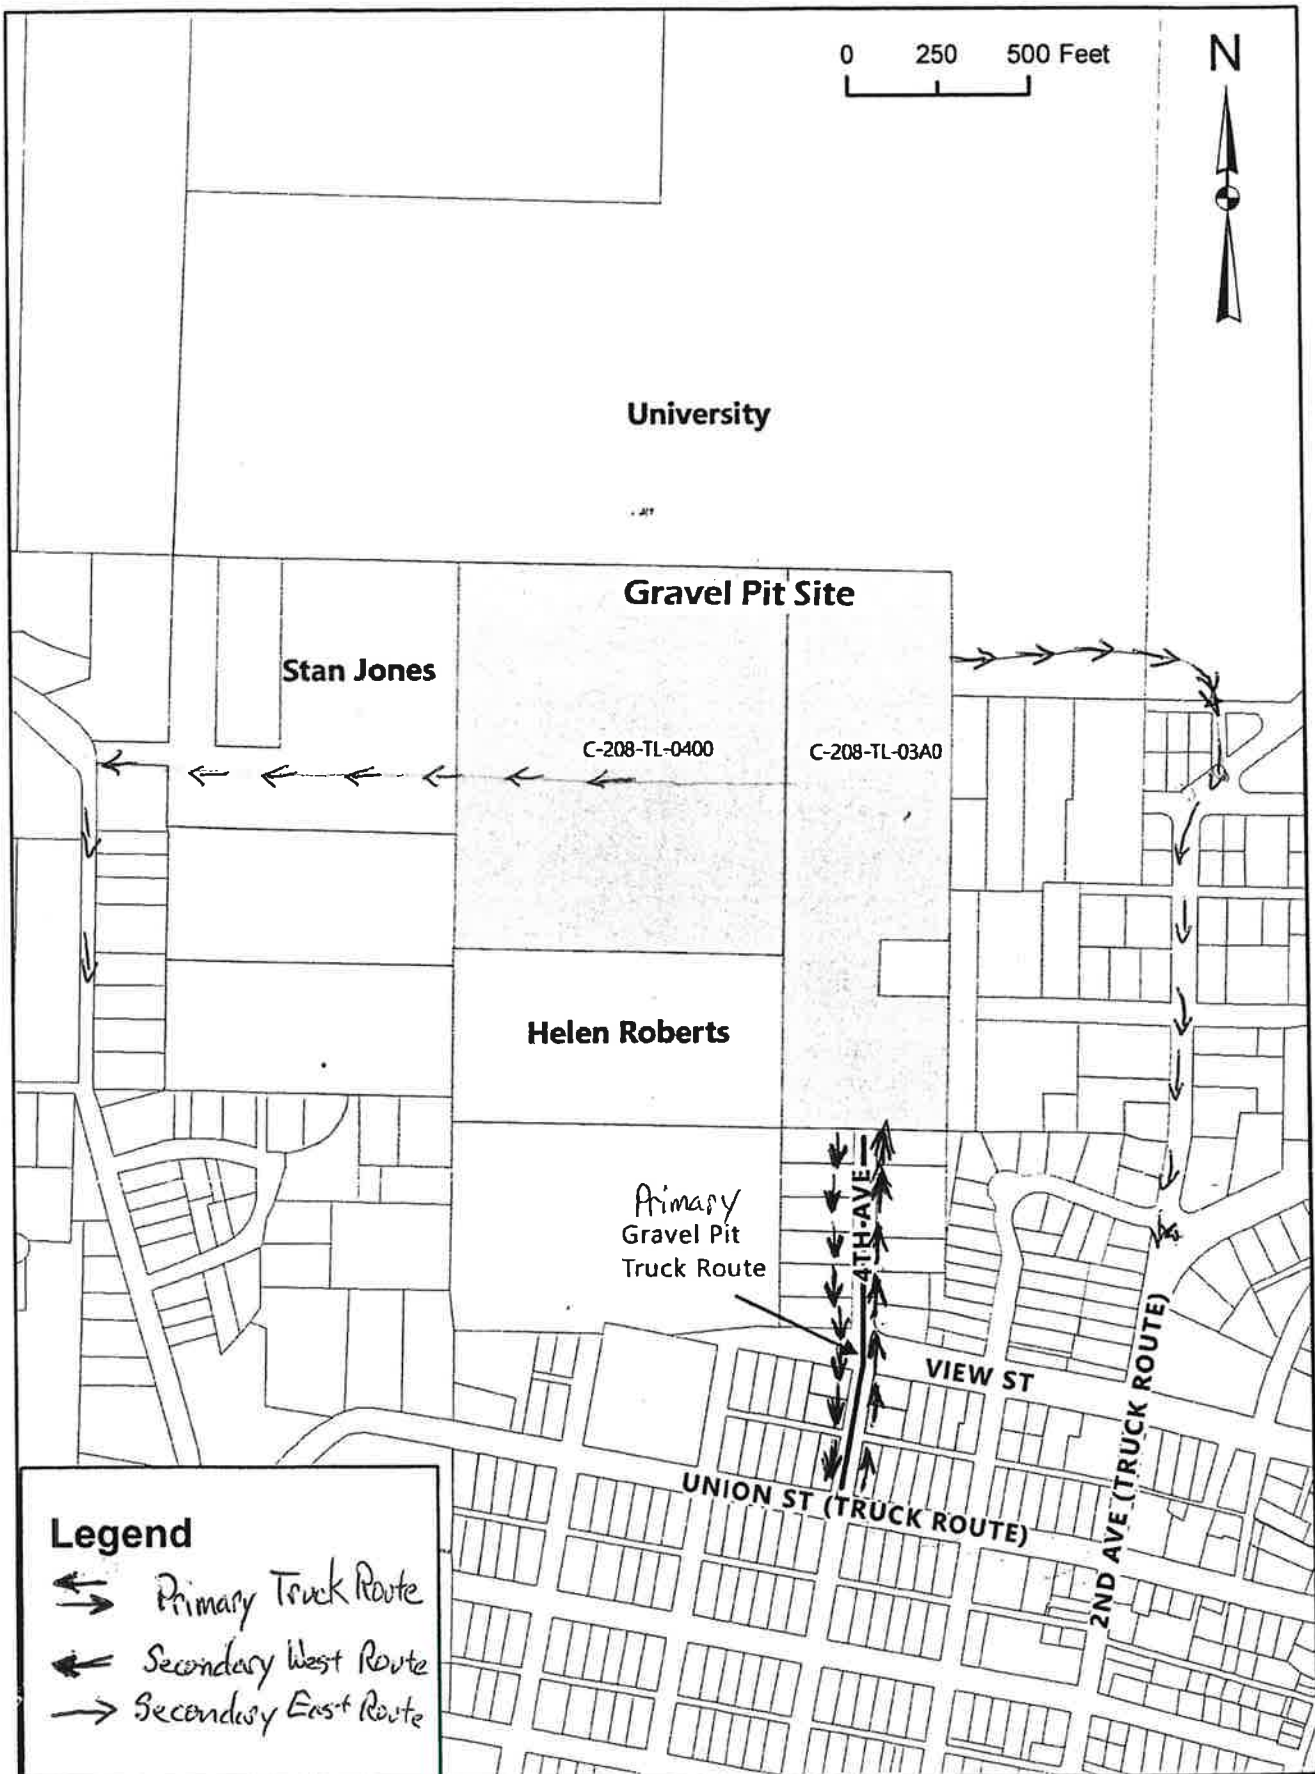 0 250 500 Feet
N
University
Gravel Pit Site
Stan Jones
C-208-TL-0400
C-208-TL-03A0
Helen Roberts
Primary
Gravel Pit
Truck Route
4TH AVE
VIEW ST
UNION ST (TRUCK ROUTE)
2ND AVE (TRUCK ROUTE)
Legend
Primary Truck Route
Secondary West Route
Secondary East Route